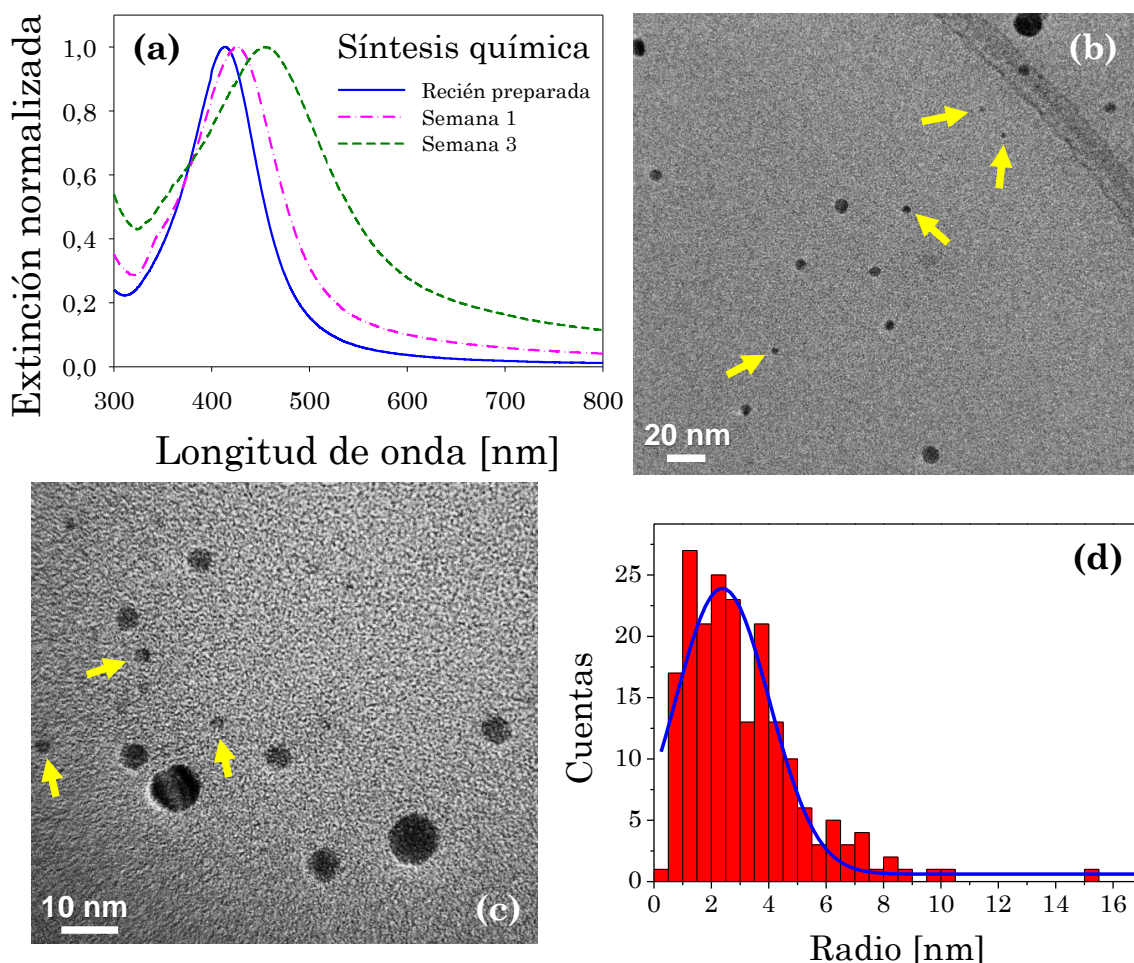 (a)
Síntesis química
Recién preparada
Semana 1
Semana 3
Extinción normalizada
1,0
0,8
0,6
0,4
0,2
0,0
300 400 500 600 700 800
Longitud de onda [nm]
(b)
20 nm
(c)
10 nm
(d)
Cuentas
25
20
15
10
5
0
0 2 4 6 8 10 12 14 16
Radio [nm]